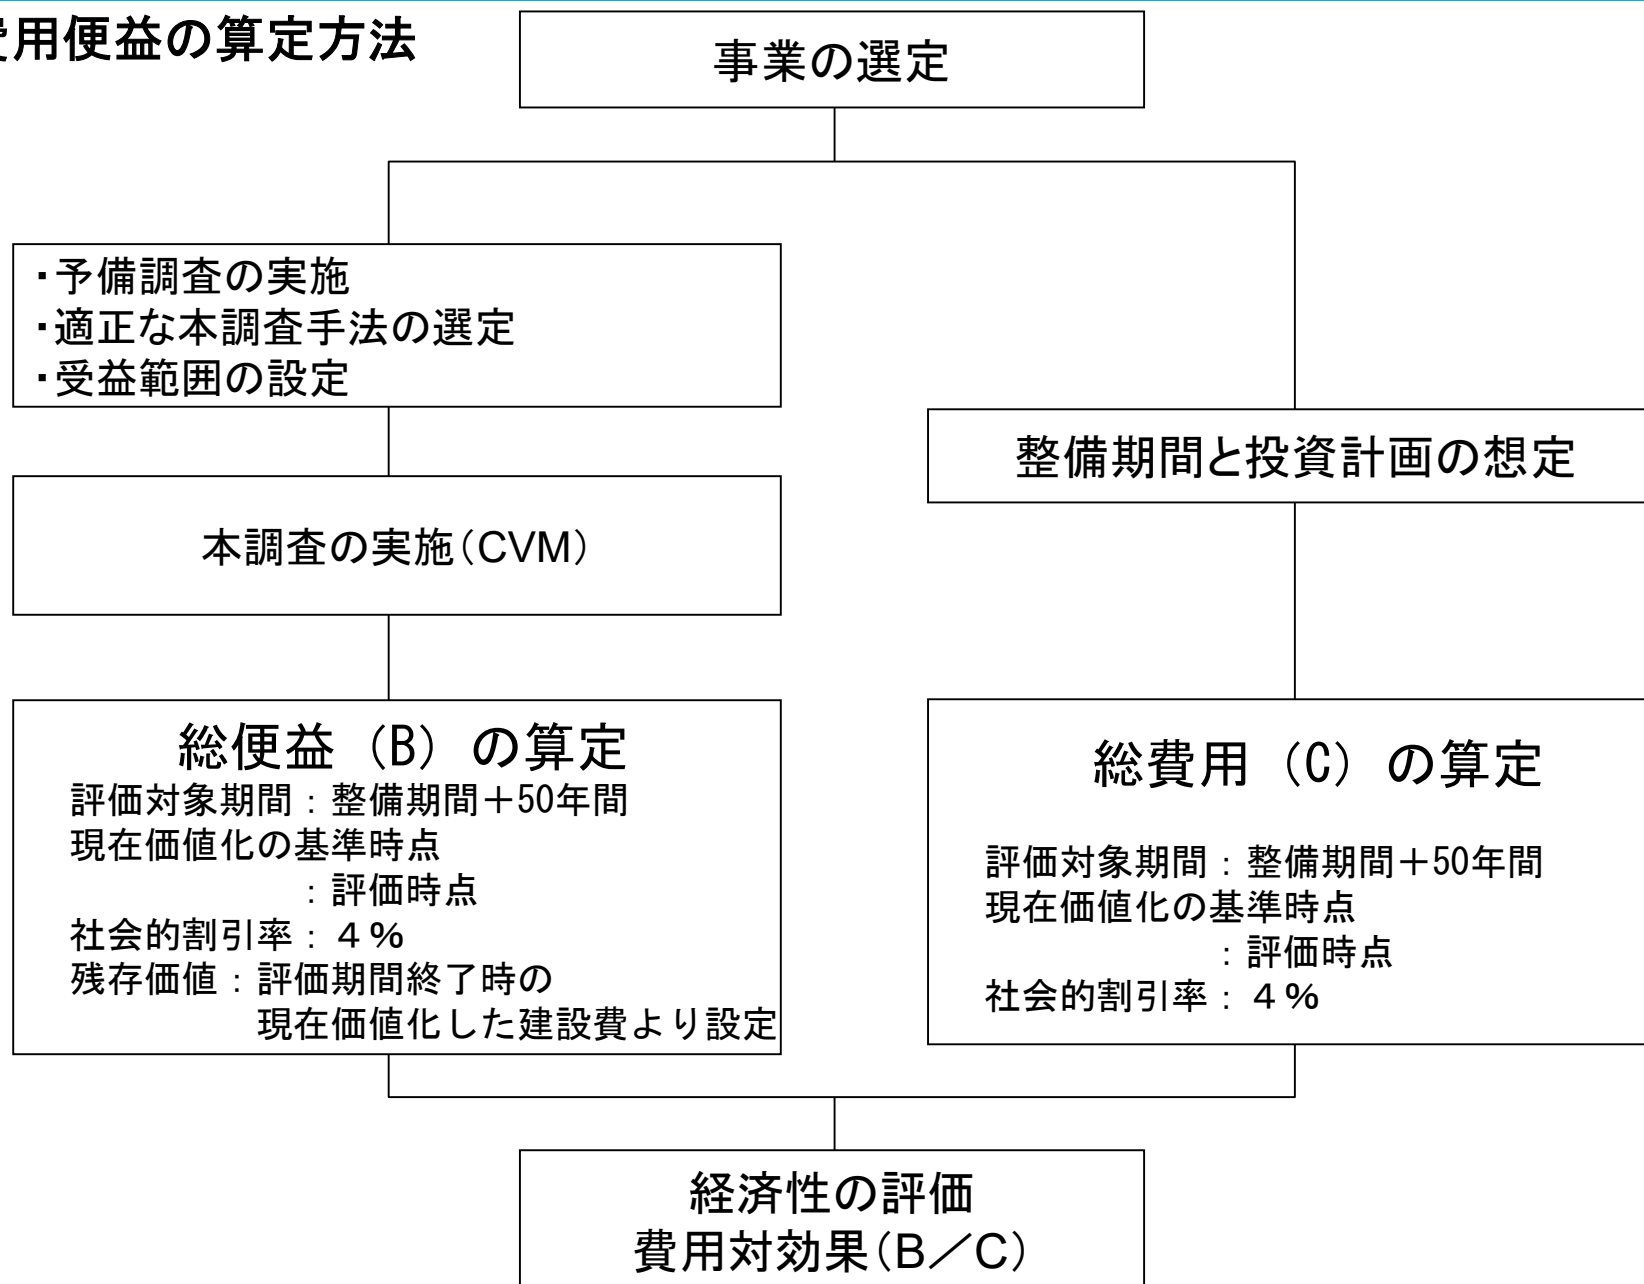 費用便益の算定方法
事業の選定
・予備調査の実施
・適正な本調査手法の選定
・受益範囲の設定
本調査の実施（CVM）
総便益（B）の算定
評価対象期間：整備期間＋50年間
現在価値化の基準時点
：評価時点
社会的割引率：４％
残存価値：評価期間終了時の
現在価値化した建設費より設定
整備期間と投資計画の想定
総費用（C）の算定
評価対象期間：整備期間＋50年間
現在価値化の基準時点
：評価時点
社会的割引率：４％
経済性の評価
費用対効果（B／C）